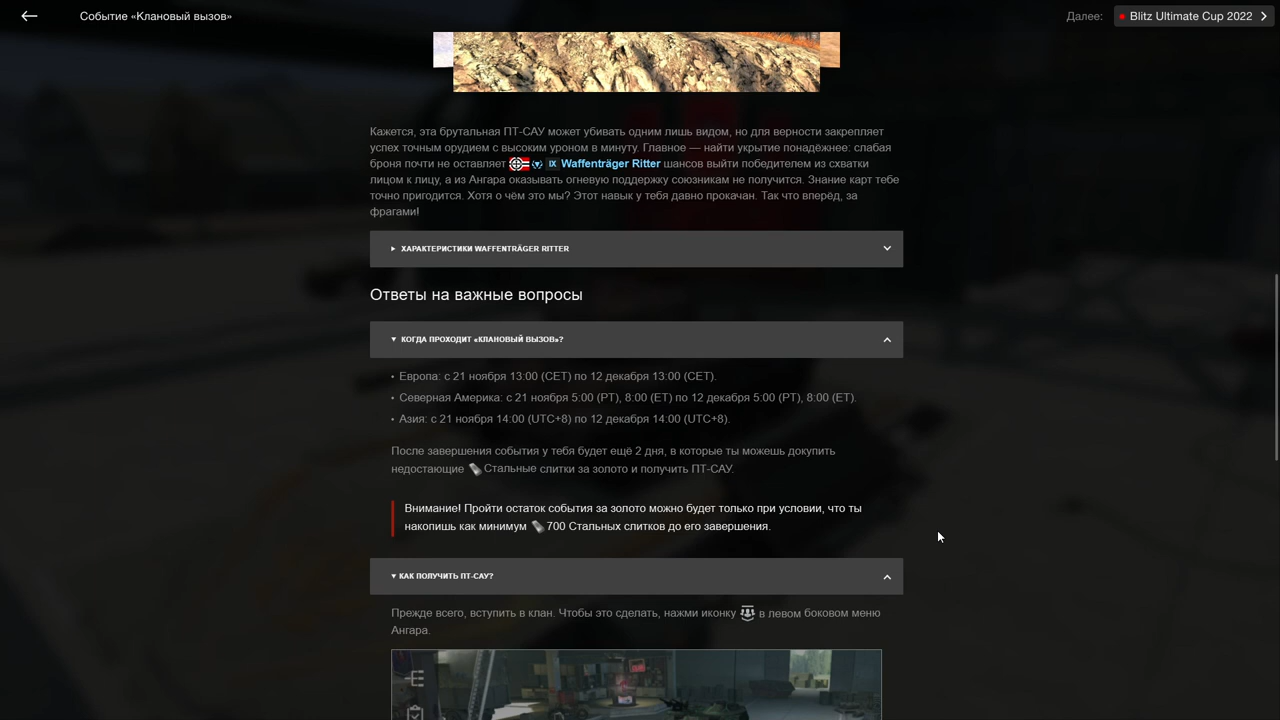 Событие «Клановый вызов»
Далее:
Blitz Ultimate Cup 2022
Кажется, эта брутальная ПТ-САУ может убивать одним лишь видом, но для верности закрепляет
успех точным орудием с высоким уроном в минуту. Главное — найти укрытие понадёжнее: слабая
броня почти не оставляет IX Waffenträger Ritter шансов выйти победителем из схватки
лицом к лицу, а из Ангара оказывать огневую поддержку союзникам не получится. Знание карт тебе
точно пригодится. Хотя о чём это мы? Этот навык у тебя давно прокачан. Так что вперёд, за
фрагами!
ХАРАКТЕРИСТИКИ WAFFENTRÄGER RITTER
Ответы на важные вопросы
КОГДА ПРОХОДИТ «КЛАНОВЫЙ ВЫЗОВ»?
• Европа: с 21 ноября 13:00 (CET) по 12 декабря 13:00 (CET).
• Северная Америка: с 21 ноября 5:00 (PT), 8:00 (ET) по 12 декабря 5:00 (PT), 8:00 (ET).
• Азия: с 21 ноября 14:00 (UTC+8) по 12 декабря 14:00 (UTC+8).
После завершения события у тебя будет ещё 2 дня, в которые ты можешь докупить
недостающие Стальные слитки за золото и получить ПТ-САУ.
Внимание! Пройти остаток события за золото можно будет только при условии, что ты
накопишь как минимум 700 Стальных слитков до его завершения.
КАК ПОЛУЧИТЬ ПТ-САУ?
Прежде всего, вступить в клан. Чтобы это сделать, нажми иконку в левом боковом меню
Ангара.